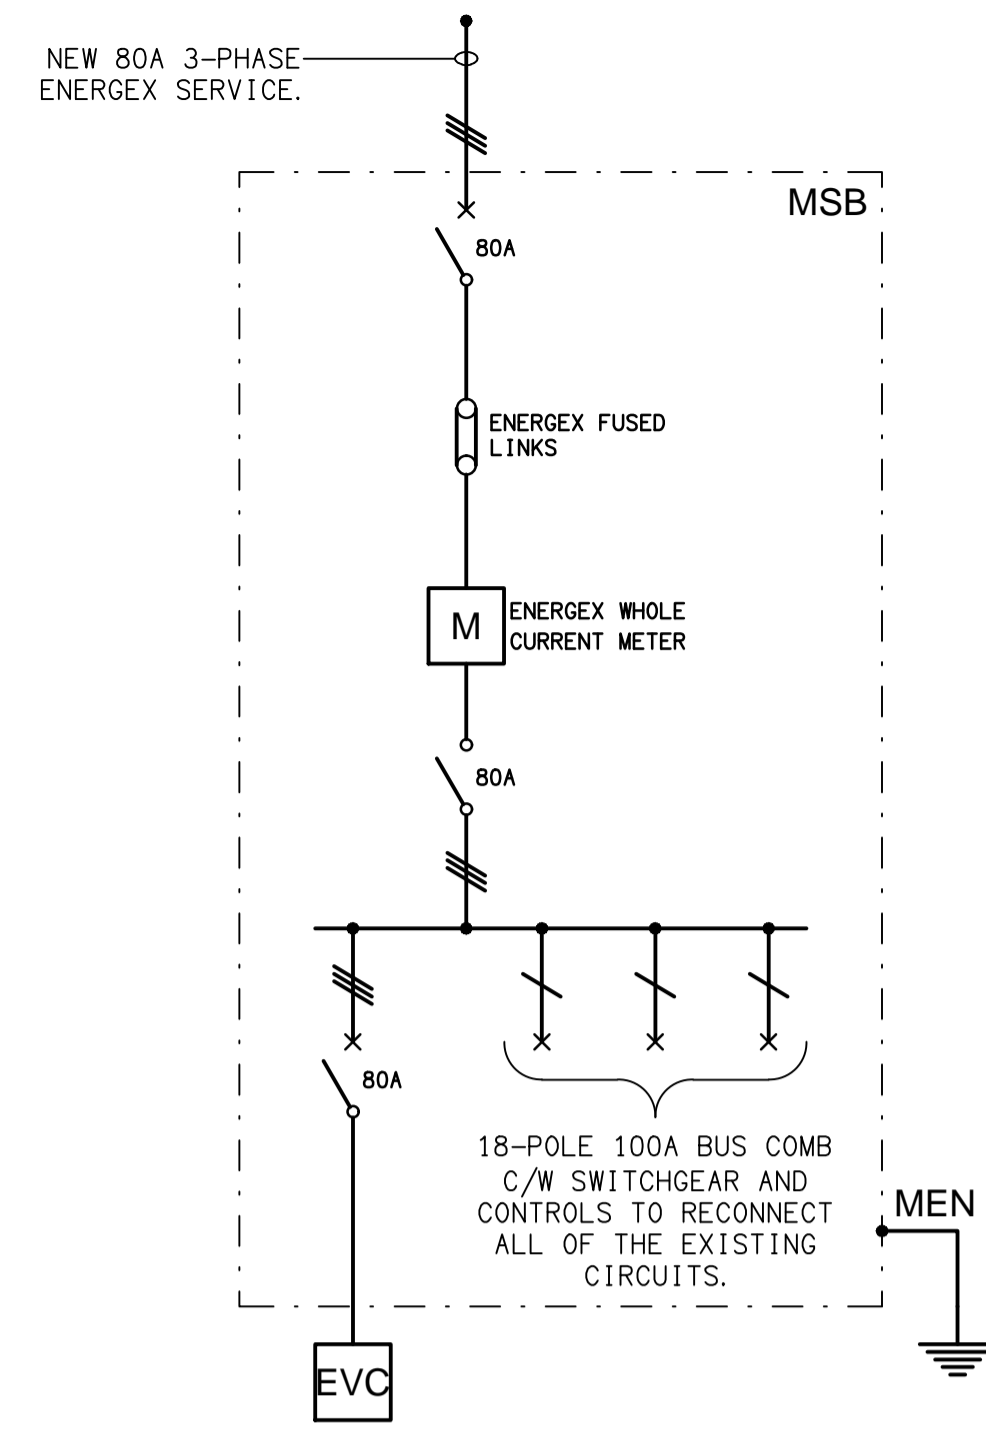 NEW 80A 3-PHASE
ENERGEX SERVICE.
MSB
80A
ENERGEX FUSED
LINKS
M
ENERGEX WHOLE
CURRENT METER
80A
80A
18-POLE 100A BUS COMB
C/W SWITCHGEAR AND
CONTROLS TO RECONNECT
ALL OF THE EXISTING
CIRCUITS.
MEN
EVC